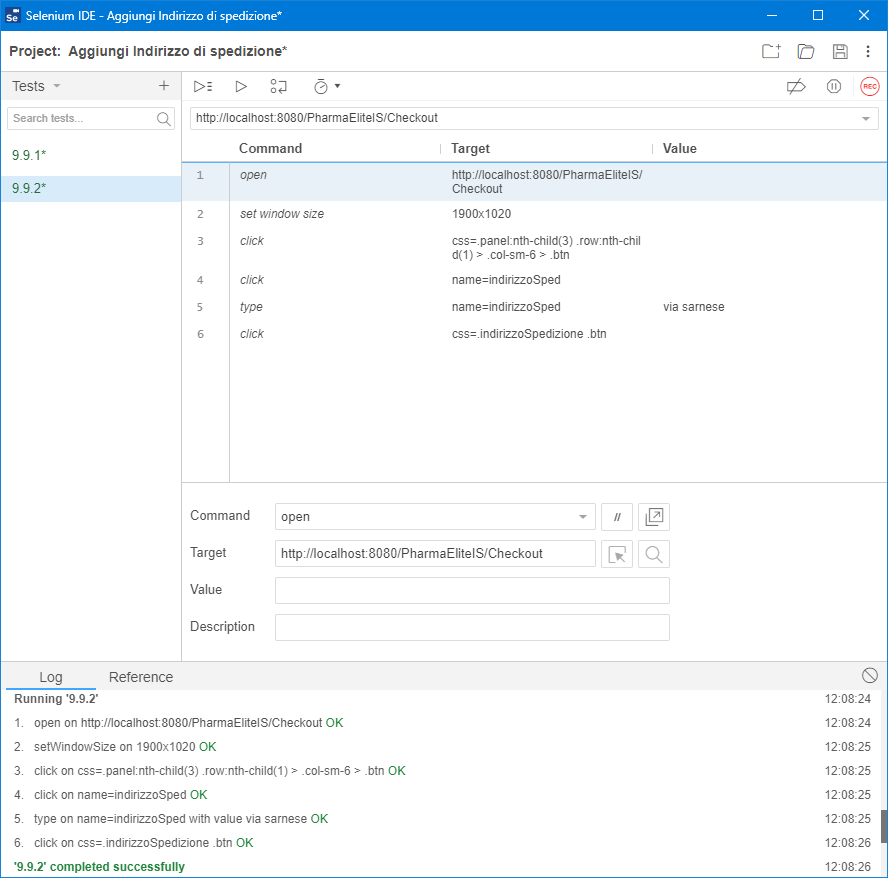 Se Selenium IDE - Aggiungi Indirizzo di spedizione*
Project: Aggiungi Indirizzo di spedizione*
Tests
REC
Search tests...
http://localhost:8080/PharmaEliteIS/Checkout
9.9.1*
9.9.2*
Command Target Value
1 open http://localhost:8080/PharmaEliteIS/
Checkout
2 set window size 1900x1020
3 click css=.panel:nth-child(3) .row:nth-chil
d(1) > .col-sm-6 > .btn
4 click name=indirizzoSped
5 type name=indirizzoSped via sarnese
6 click css=.indirizzoSpedizione .btn
Command open //
Target http://localhost:8080/PharmaEliteIS/Checkout
Value
Description
Log Reference
Running '9.9.2' 12:08:24
1. open on http://localhost:8080/PharmaEliteIS/Checkout OK 12:08:24
2. setWindowSize on 1900x1020 OK 12:08:25
3. click on css=.panel:nth-child(3) .row:nth-child(1) > .col-sm-6 > .btn OK 12:08:25
4. click on name=indirizzoSped OK 12:08:25
5. type on name=indirizzoSped with value via sarnese OK 12:08:25
6. click on css=.indirizzoSpedizione .btn OK 12:08:26
'9.9.2' completed successfully 12:08:26